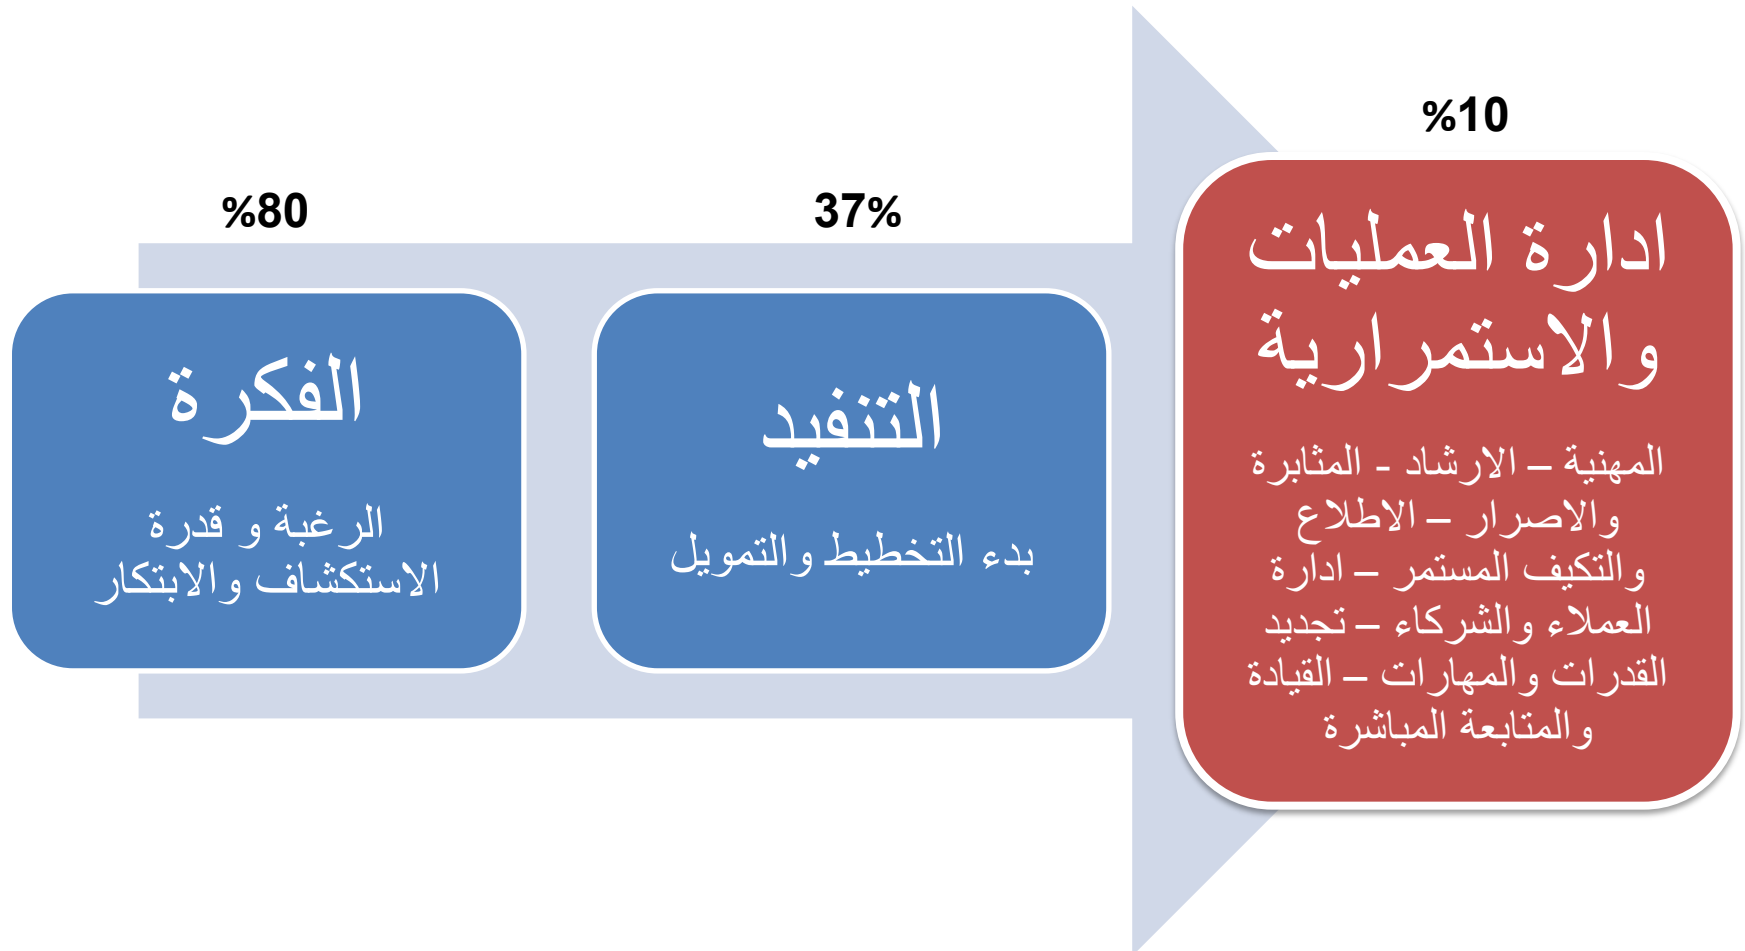 %80
الفكرة
الرغبة و قدرة
الاستكشاف والابتكار
37%
التنفيد
بدء التخطيط والتمويل
%10
ادارة العمليات
والاستمرارية
المهنية – الارشاد - المثابرة
والاصرار – الاطلاع
والتكيف المستمر – ادارة
العملاء والشركاء – تجديد
القدرات والمهارات – القيادة
والمتابعة المباشرة